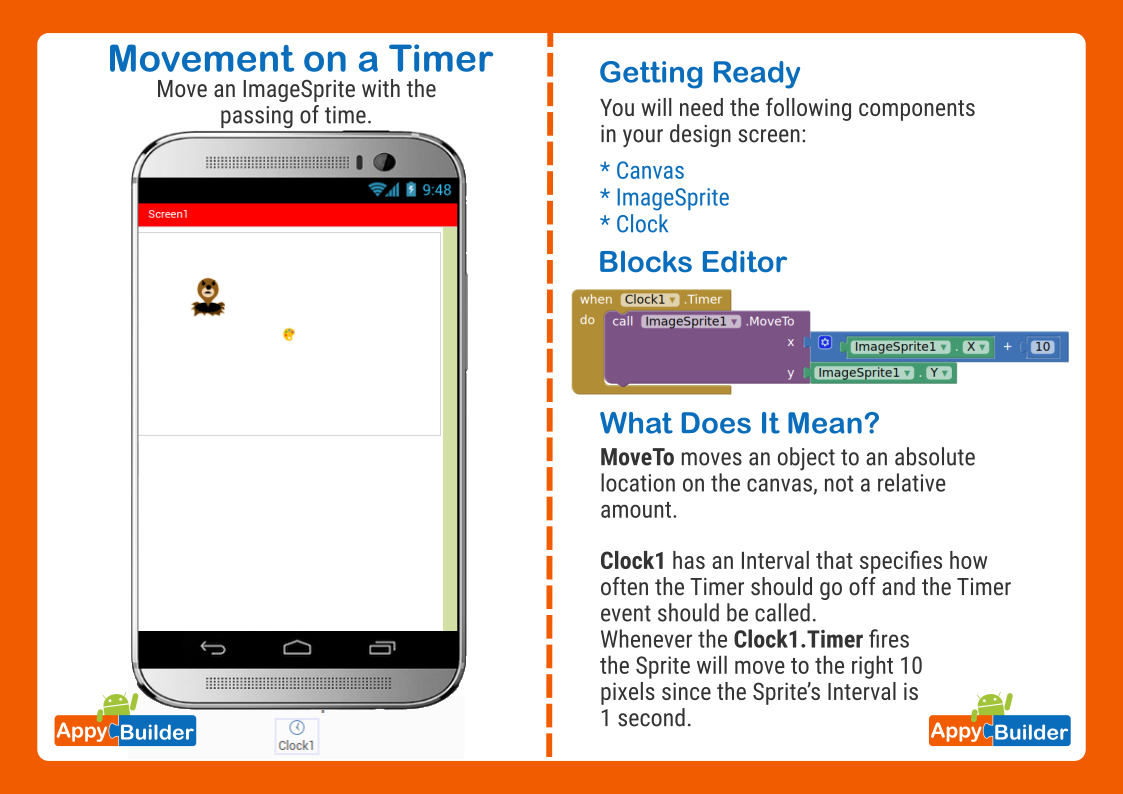 Movement on a Timer
Move an ImageSprite with the
passing of time.
9:48
Screen1
Clock1
Appy Builder
Getting Ready
You will need the following components
in your design screen:
* Canvas
* ImageSprite
* Clock
Blocks Editor
when Clock1 .Timer
do call ImageSprite1 .MoveTo
x ImageSprite1 . X + 10
y ImageSprite1 . Y
What Does It Mean?
MoveTo moves an object to an absolute
location on the canvas, not a relative
amount.
Clock1 has an Interval that specifies how
often the Timer should go off and the Timer
event should be called.
Whenever the Clock1.Timer fires
the Sprite will move to the right 10
pixels since the Sprite’s Interval is
1 second.
Appy Builder